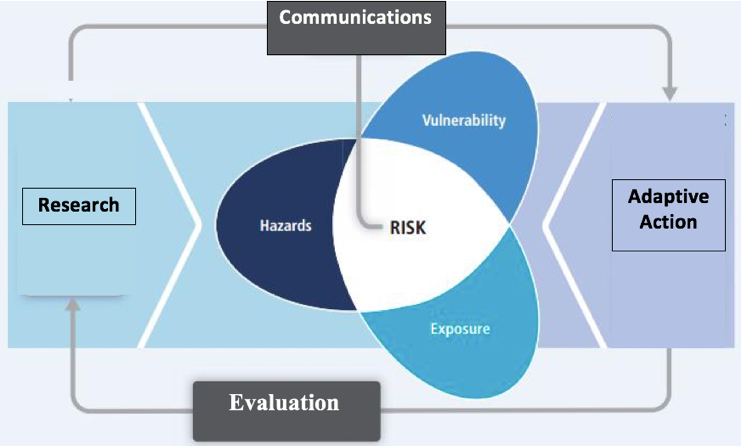 Communications
Vulnerability
Research
Hazards
RISK
Adaptive
Action
Exposure
Evaluation